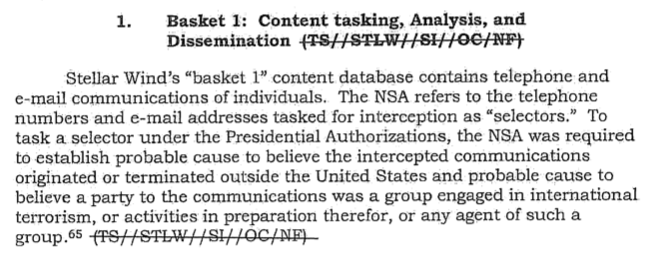 1. Basket 1: Content tasking, Analysis, and
Dissemination (TS//STLW//SI//OC/NF)
Stellar Wind's "basket 1" content database contains telephone and
e-mail communications of individuals. The NSA refers to the telephone
numbers and e-mail addresses tasked for interception as "selectors." To
task a selector under the Presidential Authorizations, the NSA was required
to establish probable cause to believe the intercepted communications
originated or terminated outside the United States and probable cause to
believe a party to the communications was a group engaged in international
terrorism, or activities in preparation therefor, or any agent of such a
group.65 (TS//STLW//SI//OC/NF)